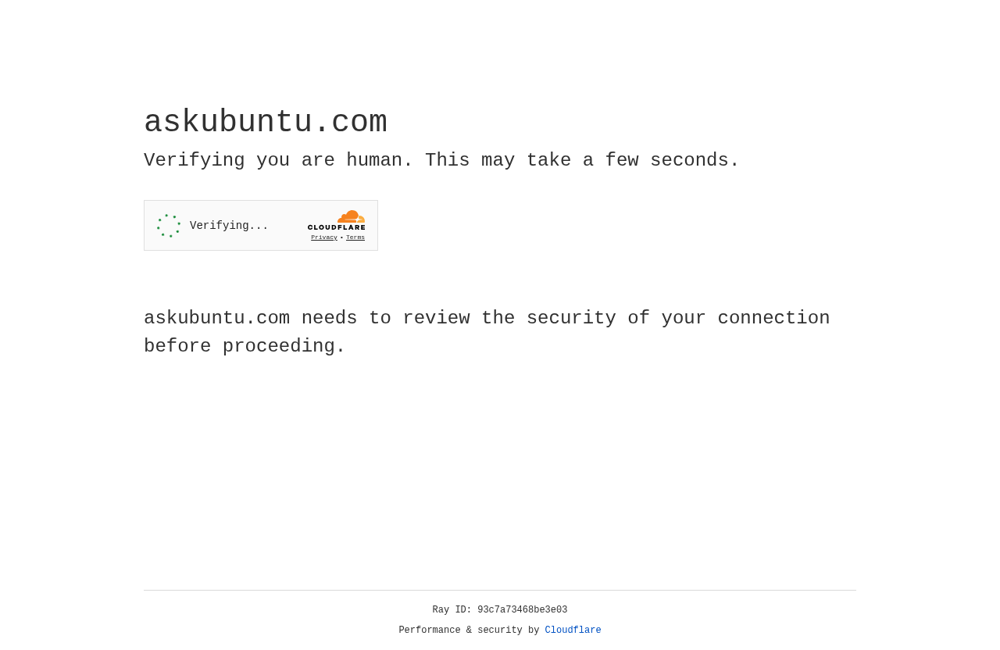 askubuntu.com
Verifying you are human. This may take a few seconds.
Verifying...
CLOUDFLARE
Privacy • Terms
askubuntu.com needs to review the security of your connection
before proceeding.
Ray ID: 93c7a73468be3e03
Performance & security by Cloudflare